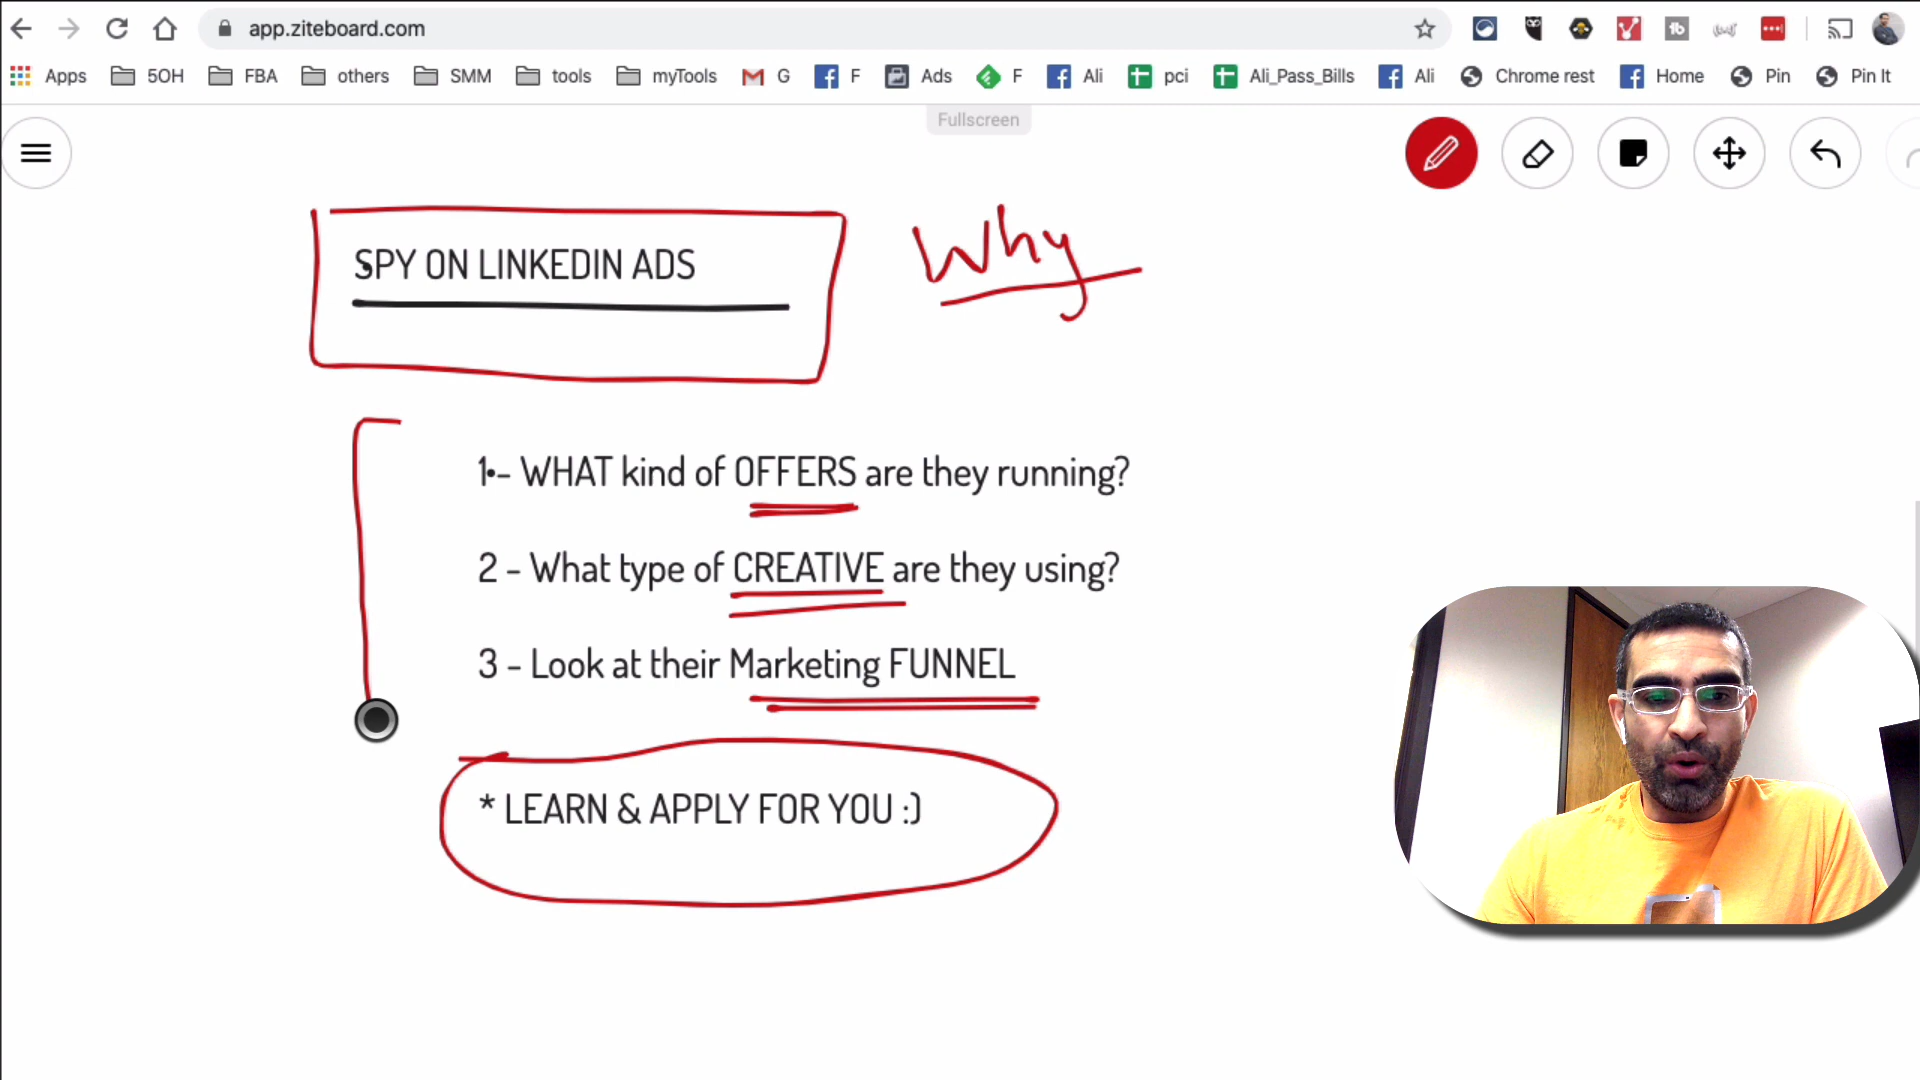 app.ziteboard.com
Apps 5OH FBA others SMM tools myTools G F Ads F Ali pci Ali_Pass_Bills Ali Chrome rest Home Pin Pin It
Fullscreen
SPY ON LINKEDIN ADS
Why
1 - WHAT kind of OFFERS are they running?
2 - What type of CREATIVE are they using?
3 - Look at their Marketing FUNNEL
* LEARN & APPLY FOR YOU :)